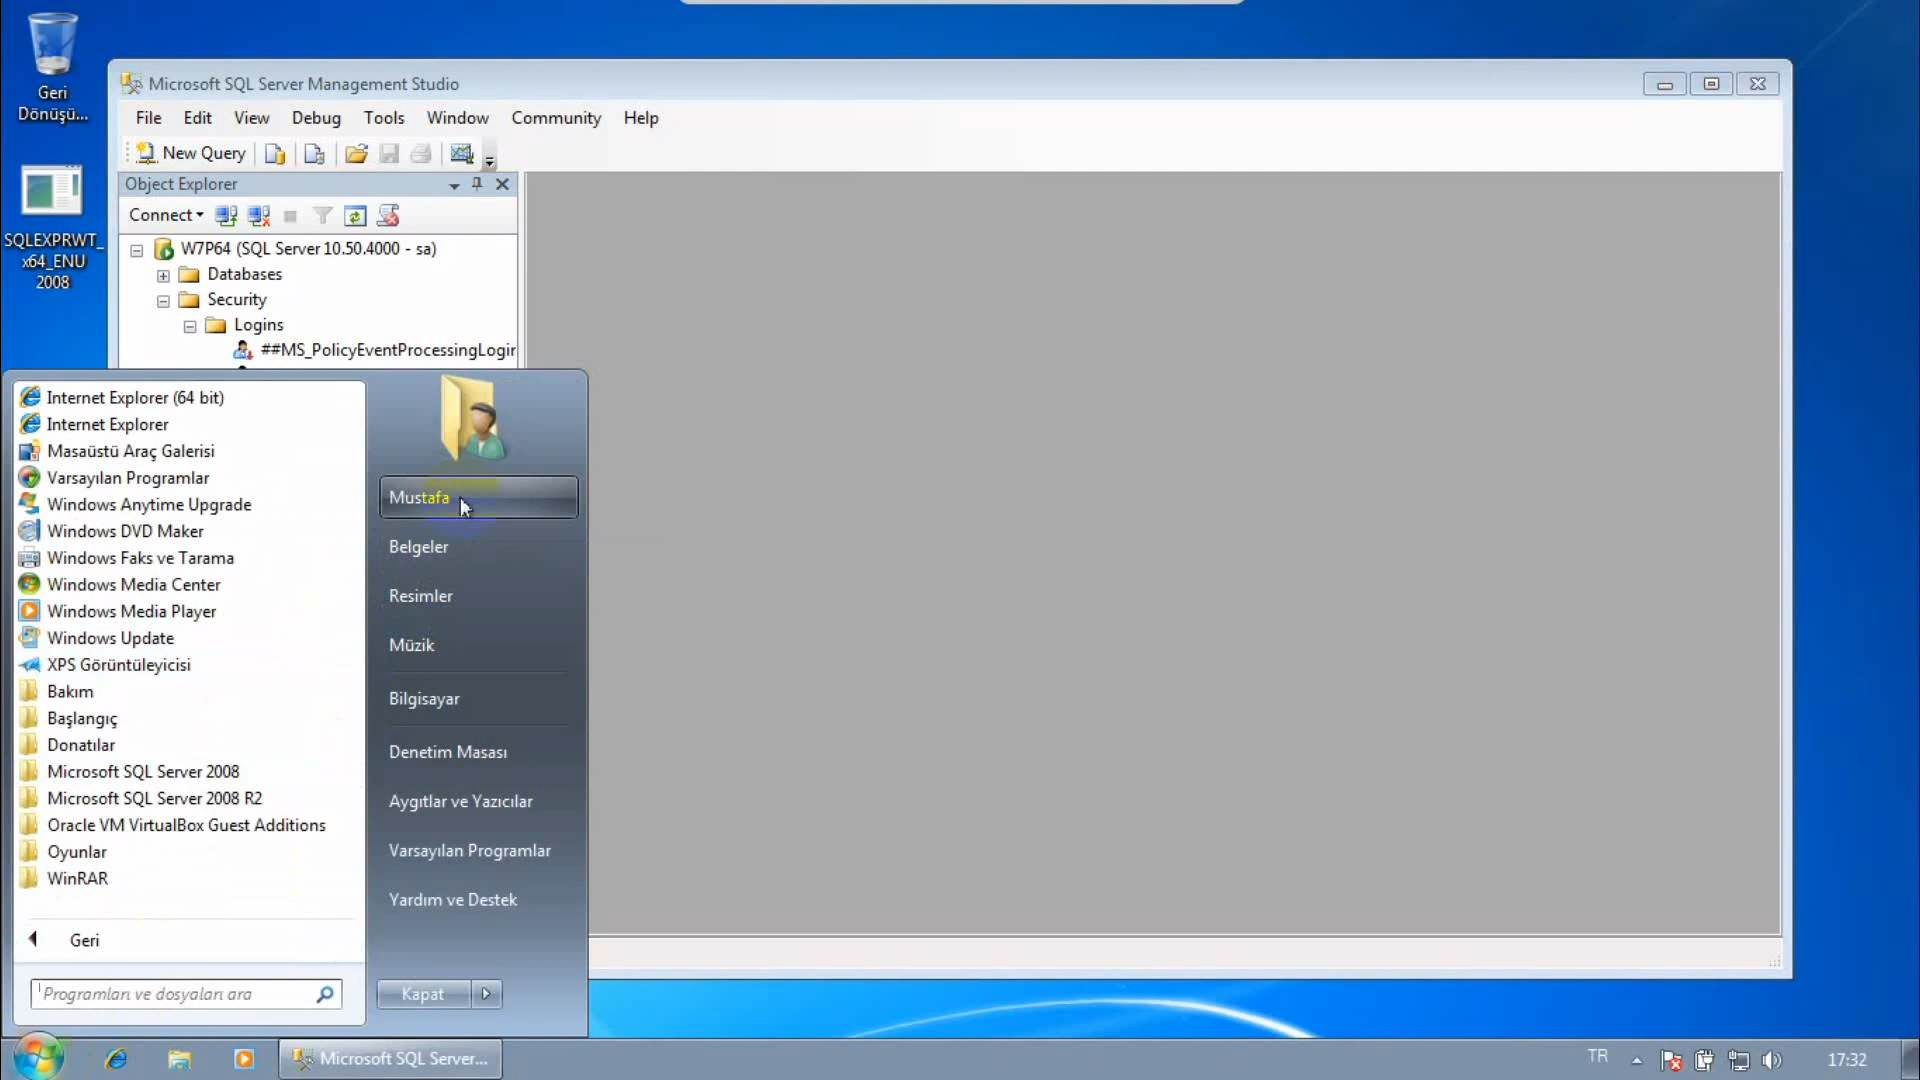 Geri
Dönüşü...
SQLEXPRWT_
x64_ENU
2008
Microsoft SQL Server Management Studio
File Edit View Debug Tools Window Community Help
New Query
Object Explorer
Connect
W7P64 (SQL Server 10.50.4000 - sa)
Databases
Security
Logins
##MS_PolicyEventProcessingLogin
Internet Explorer (64 bit)
Internet Explorer
Masaüstü Araç Galerisi
Varsayılan Programlar
Windows Anytime Upgrade
Windows DVD Maker
Windows Faks ve Tarama
Windows Media Center
Windows Media Player
Windows Update
XPS Görüntüleyicisi
Bakım
Başlangıç
Donatılar
Microsoft SQL Server 2008
Microsoft SQL Server 2008 R2
Oracle VM VirtualBox Guest Additions
Oyunlar
WinRAR
Geri
Programları ve dosyaları ara
Mustafa
Belgeler
Resimler
Müzik
Bilgisayar
Denetim Masası
Aygıtlar ve Yazıcılar
Varsayılan Programlar
Yardım ve Destek
Kapat
Microsoft SQL Server...
TR
17:32